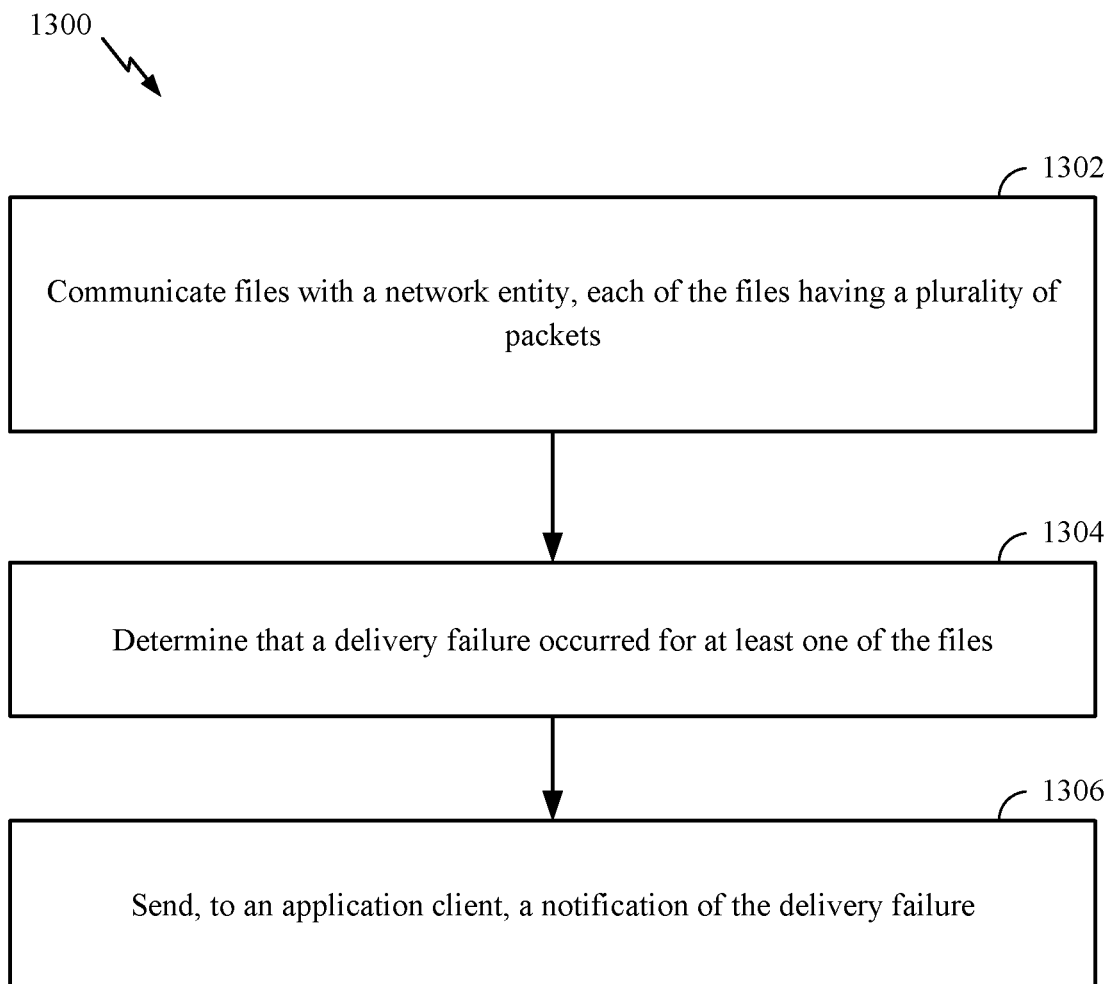 1300
1302
Communicate files with a network entity, each of the files having a plurality of
packets
1304
Determine that a delivery failure occurred for at least one of the files
1306
Send, to an application client, a notification of the delivery failure